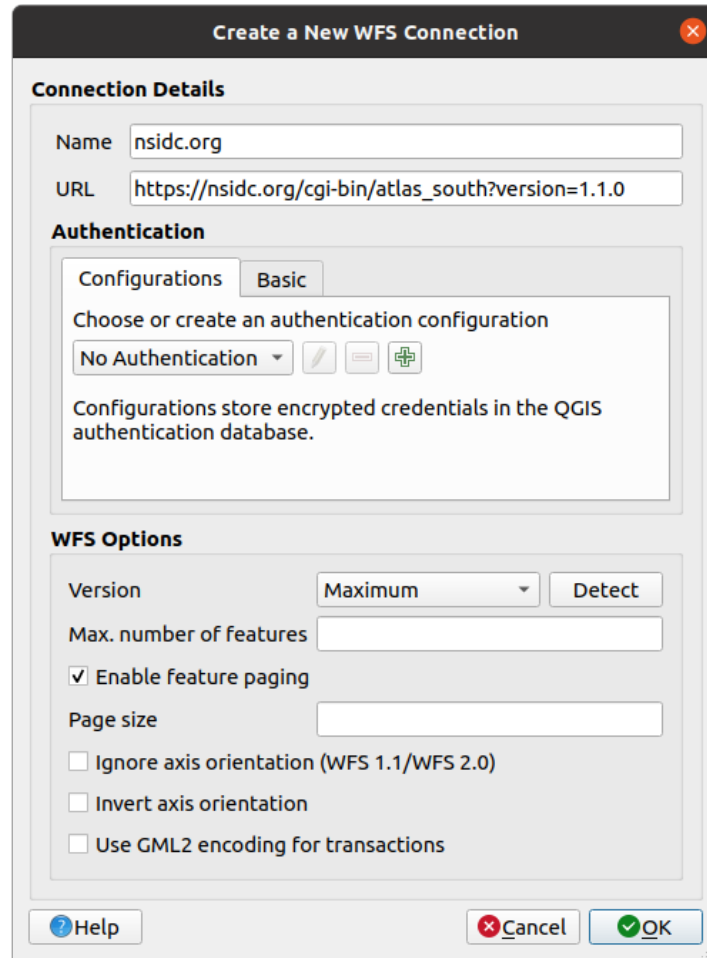 Create a New WFS Connection
Connection Details
Name nsidc.org
URL https://nsidc.org/cgi-bin/atlas_south?version=1.1.0
Authentication
Configurations Basic
Choose or create an authentication configuration
No Authentication
Configurations store encrypted credentials in the QGIS
authentication database.
WFS Options
Version Maximum Detect
Max. number of features
Enable feature paging
Page size
Ignore axis orientation (WFS 1.1/WFS 2.0)
Invert axis orientation
Use GML2 encoding for transactions
Help Cancel OK